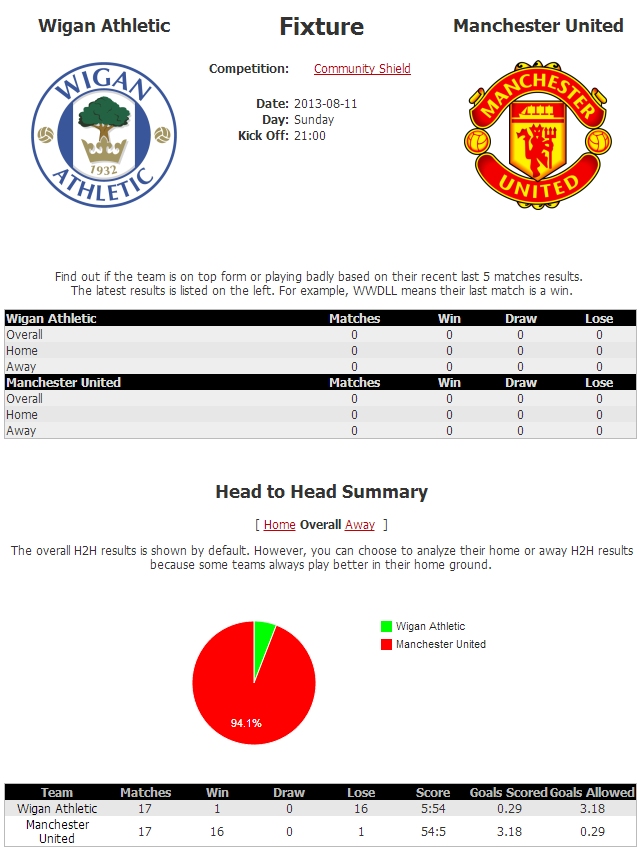 Wigan Athletic
Fixture
Manchester United
WIGAN
1932
ATHLETIC
Competition: Community Shield
Date: 2013-08-11
Day: Sunday
Kick Off: 21:00
MANCHESTER
UNITED
Find out if the team is on top form or playing badly based on their recent last 5 matches results.
The latest results is listed on the left. For example, WWDLL means their last match is a win.
Wigan Athletic Matches Win Draw Lose
Overall 0 0 0 0
Home 0 0 0 0
Away 0 0 0 0
Manchester United Matches Win Draw Lose
Overall 0 0 0 0
Home 0 0 0 0
Away 0 0 0 0
Head to Head Summary
[ Home Overall Away ]
The overall H2H results is shown by default. However, you can choose to analyze their home or away H2H results
because some teams always play better in their home ground.
Wigan Athletic
Manchester United
94.1%
Team Matches Win Draw Lose Score Goals Scored Goals Allowed
Wigan Athletic 17 1 0 16 5:54 0.29 3.18
Manchester
United 17 16 0 1 54:5 3.18 0.29